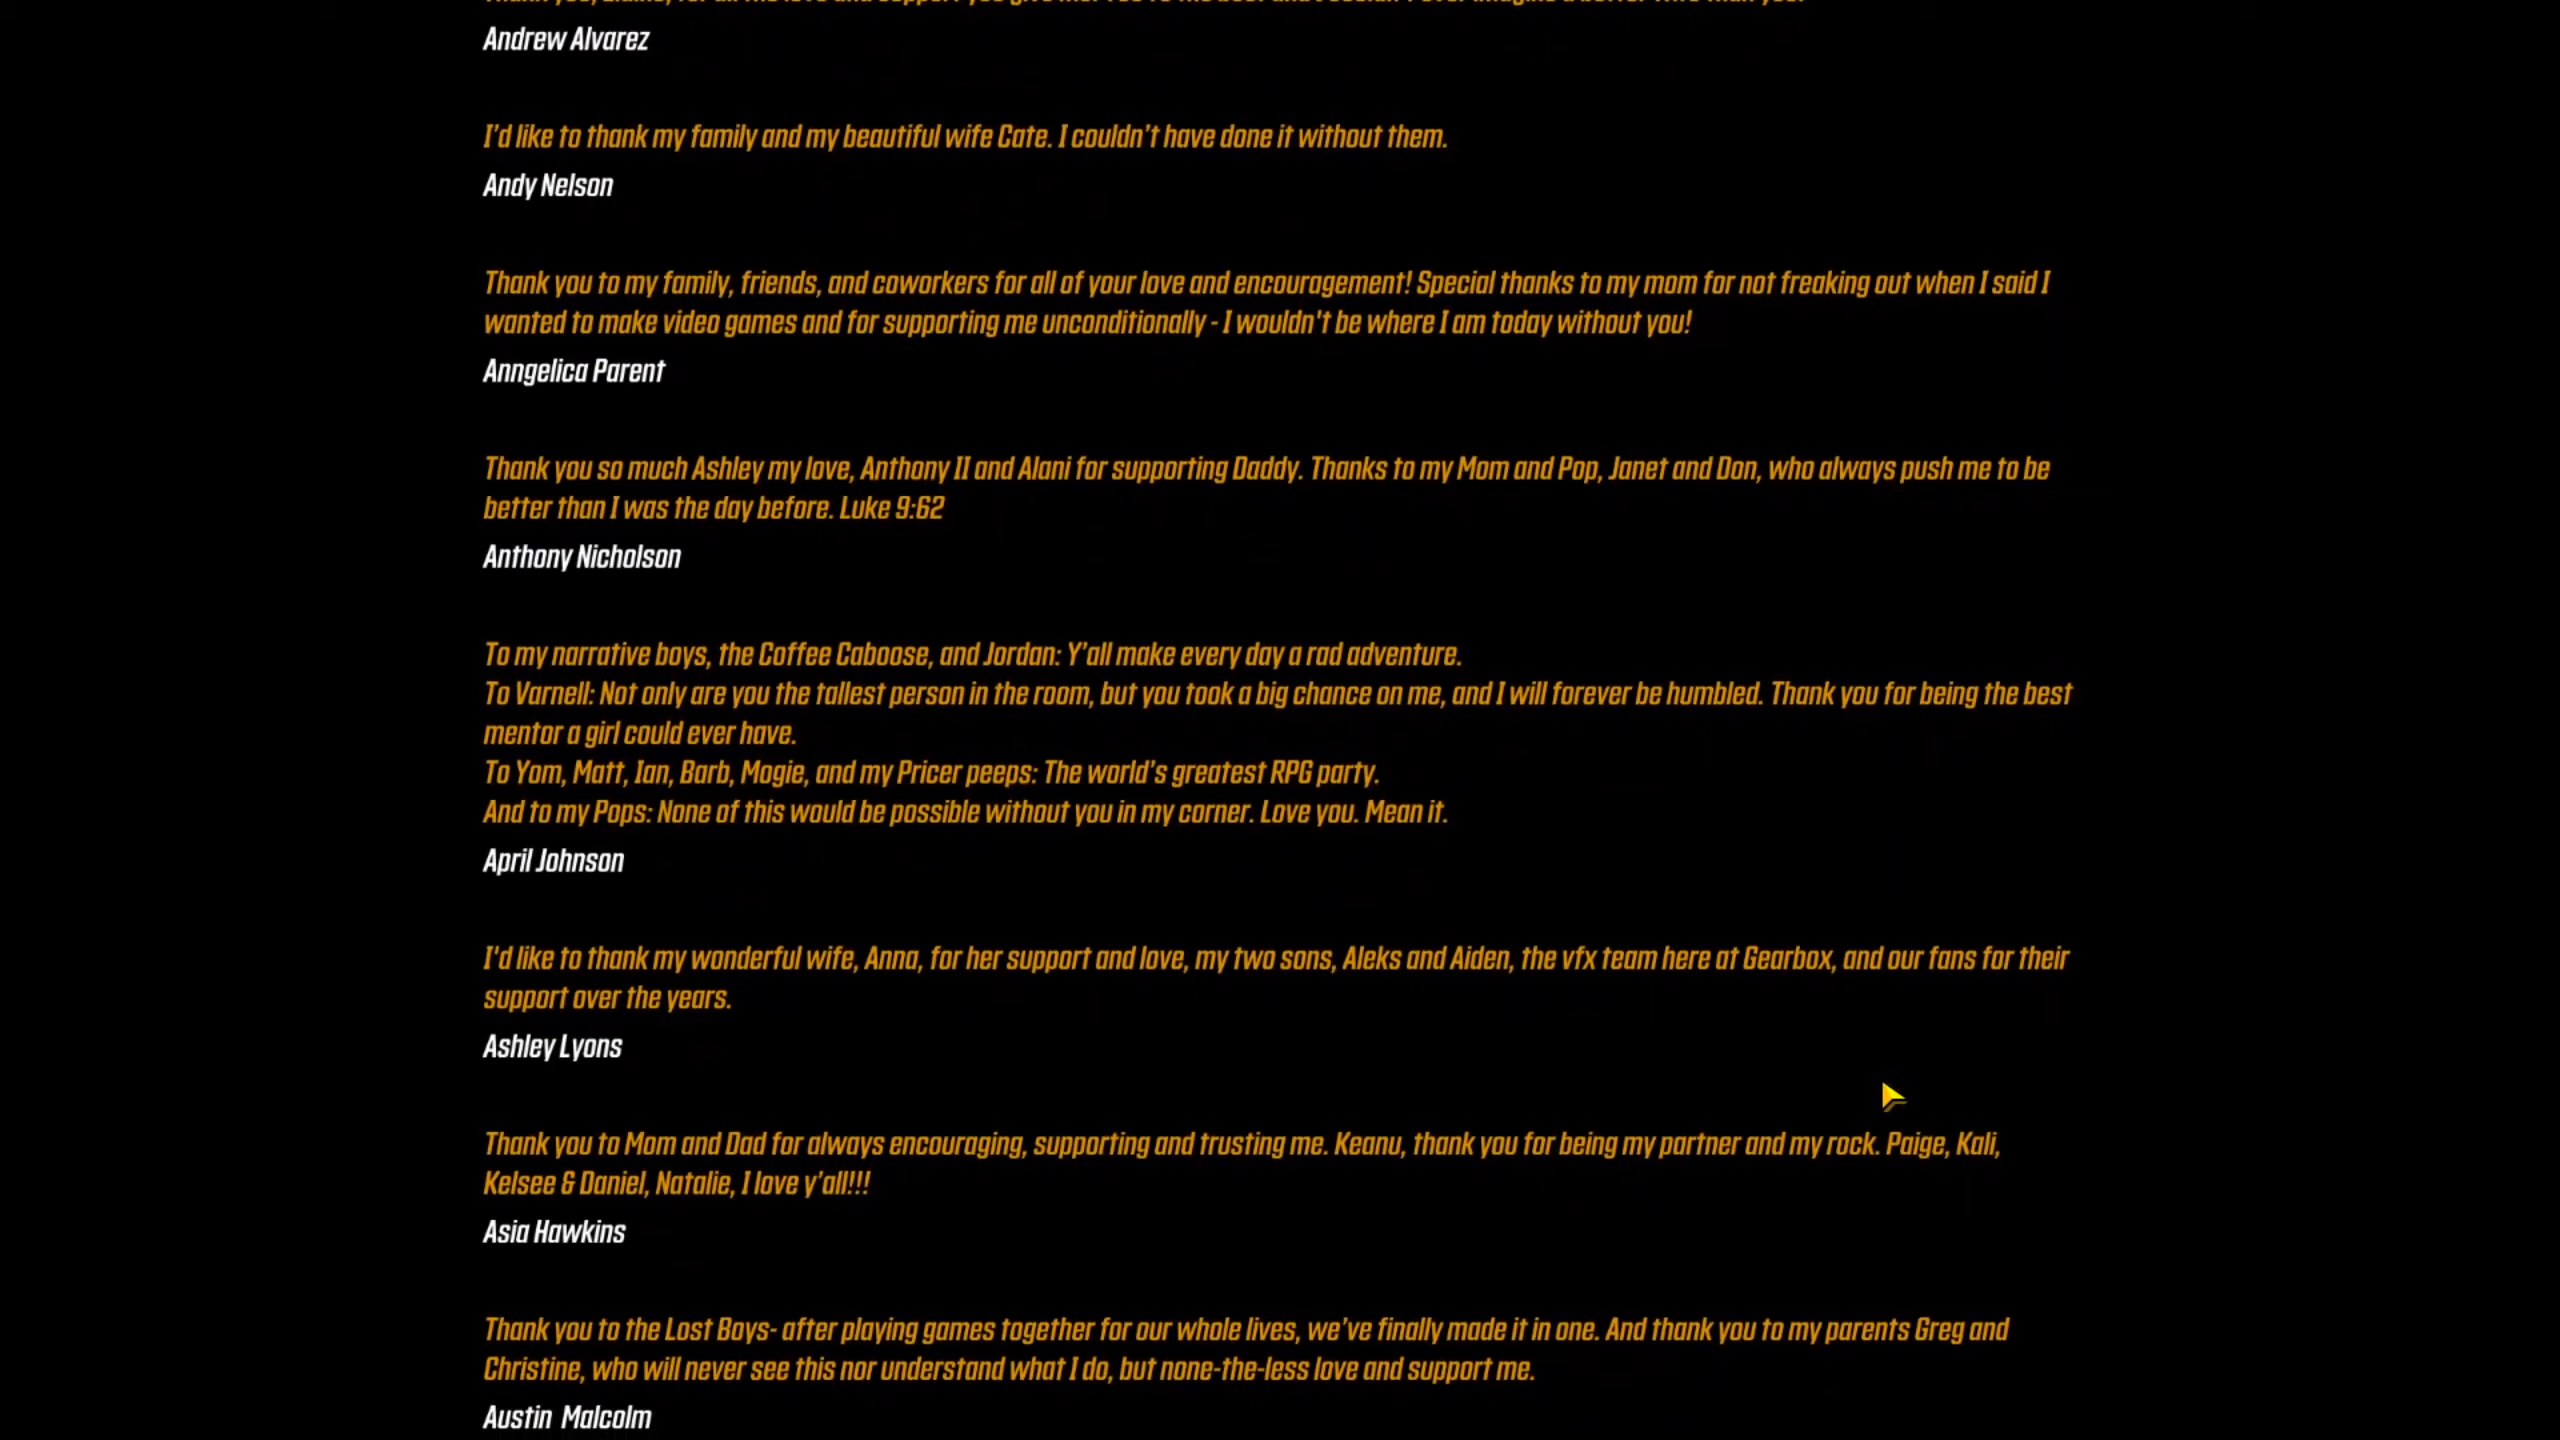 Andrew Alvarez
I'd like to thank my family and my beautiful wife Cate. I couldn't have done it without them.
Andy Nelson
Thank you to my family, friends, and coworkers for all of your love and encouragement! Special thanks to my mom for not freaking out when I said I
wanted to make video games and for supporting me unconditionally - I wouldn't be where I am today without you!
Anngelica Parent
Thank you so much Ashley my love, Anthony II and Alani for supporting Daddy. Thanks to my Mom and Pop, Janet and Don, who always push me to be
better than I was the day before. Luke 9:62
Anthony Nicholson
To my narrative boys, the Coffee Caboose, and Jordan: Y'all make every day a rad adventure.
To Varnell: Not only are you the tallest person in the room, but you took a big chance on me, and I will forever be humbled. Thank you for being the best
mentor a girl could ever have.
To Yom, Matt, Ian, Barb, Mogie, and my Pricer peeps: The world's greatest RPG party.
And to my Pops: None of this would be possible without you in my corner. Love you. Mean it.
April Johnson
I'd like to thank my wonderful wife, Anna, for her support and love, my two sons, Aleks and Aiden, the vfx team here at Gearbox, and our fans for their
support over the years.
Ashley Lyons
Thank you to Mom and Dad for always encouraging, supporting and trusting me. Keanu, thank you for being my partner and my rock. Paige, Kali,
Kelsee & Daniel, Natalie, I love y'all!!!
Asia Hawkins
Thank you to the Lost Boys- after playing games together for our whole lives, we've finally made it in one. And thank you to my parents Greg and
Christine, who will never see this nor understand what I do, but none-the-less love and support me.
Austin Malcolm